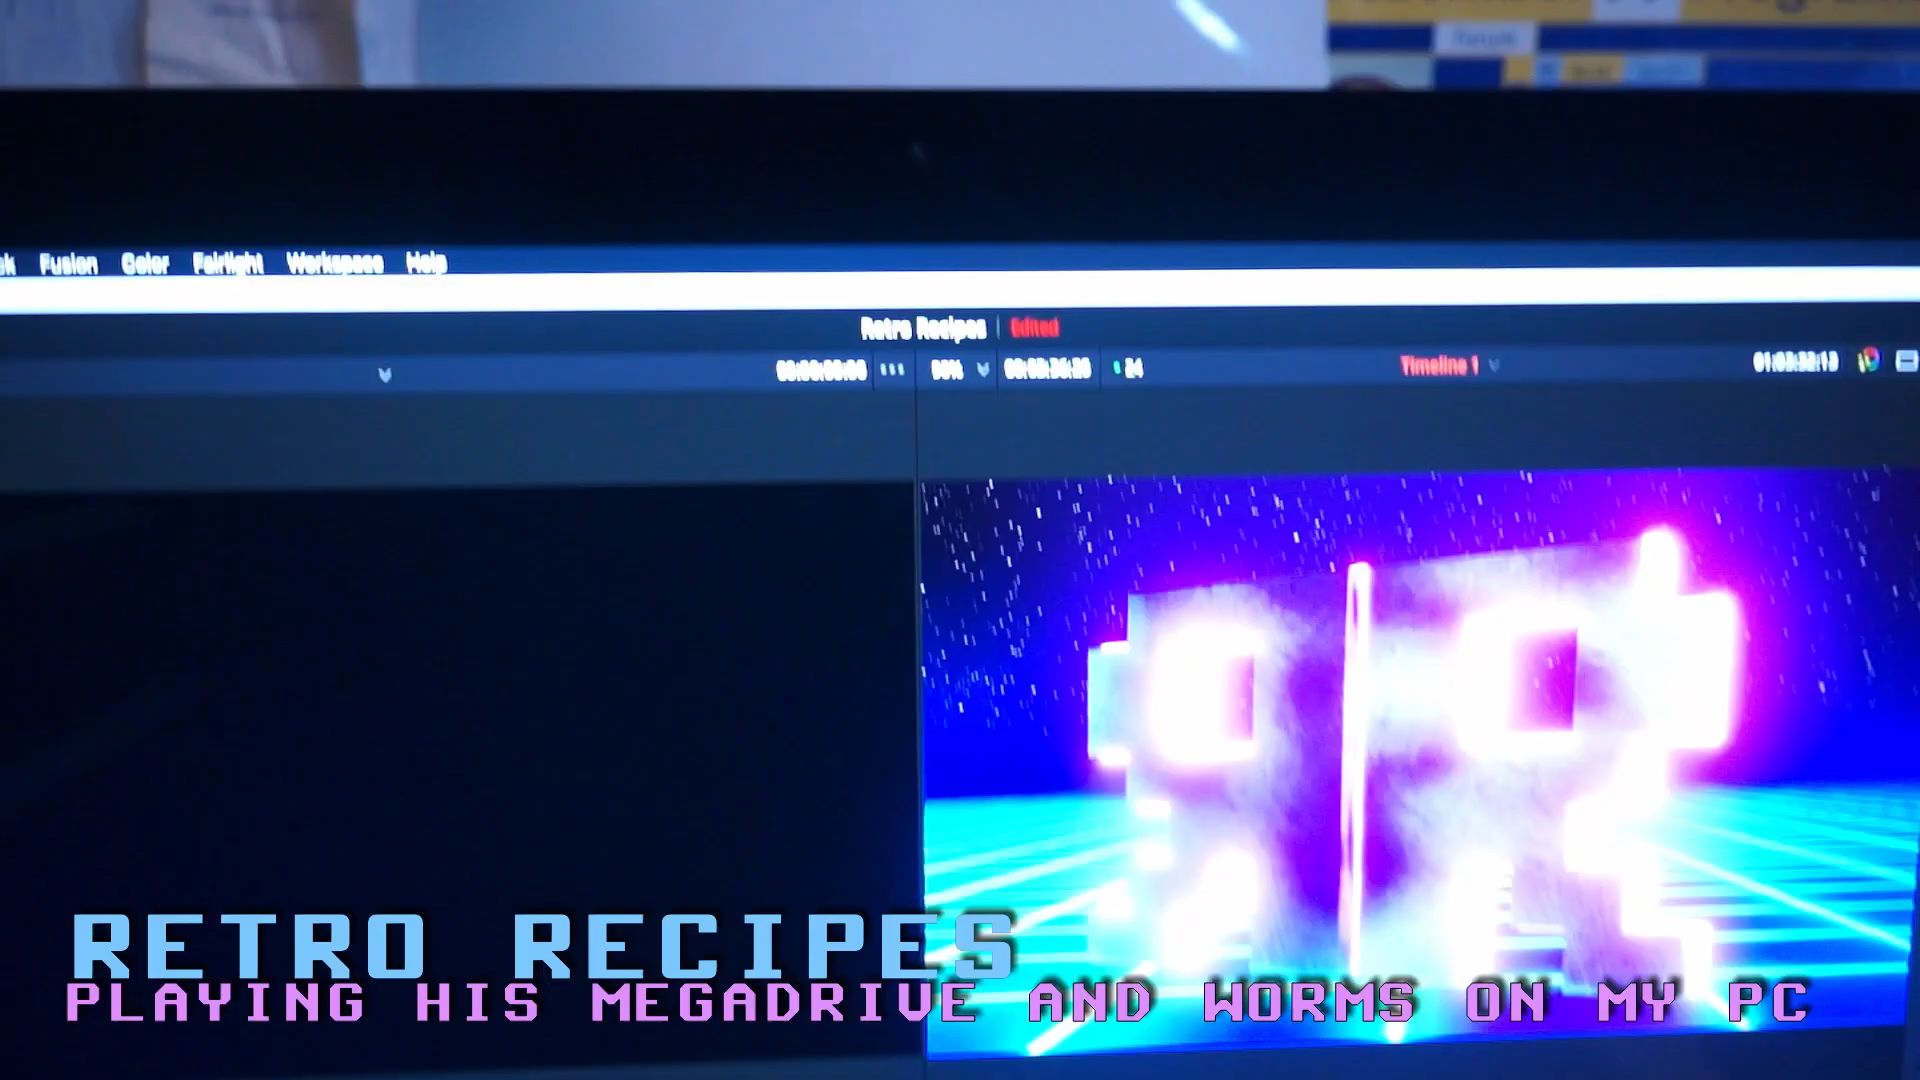 Fusion Color Fairlight Workspace Help
Retro Recipes Edited
24 Timeline 1
RETRO RECIPES
PLAYING HIS MEGADRIVE AND WORMS ON MY PC